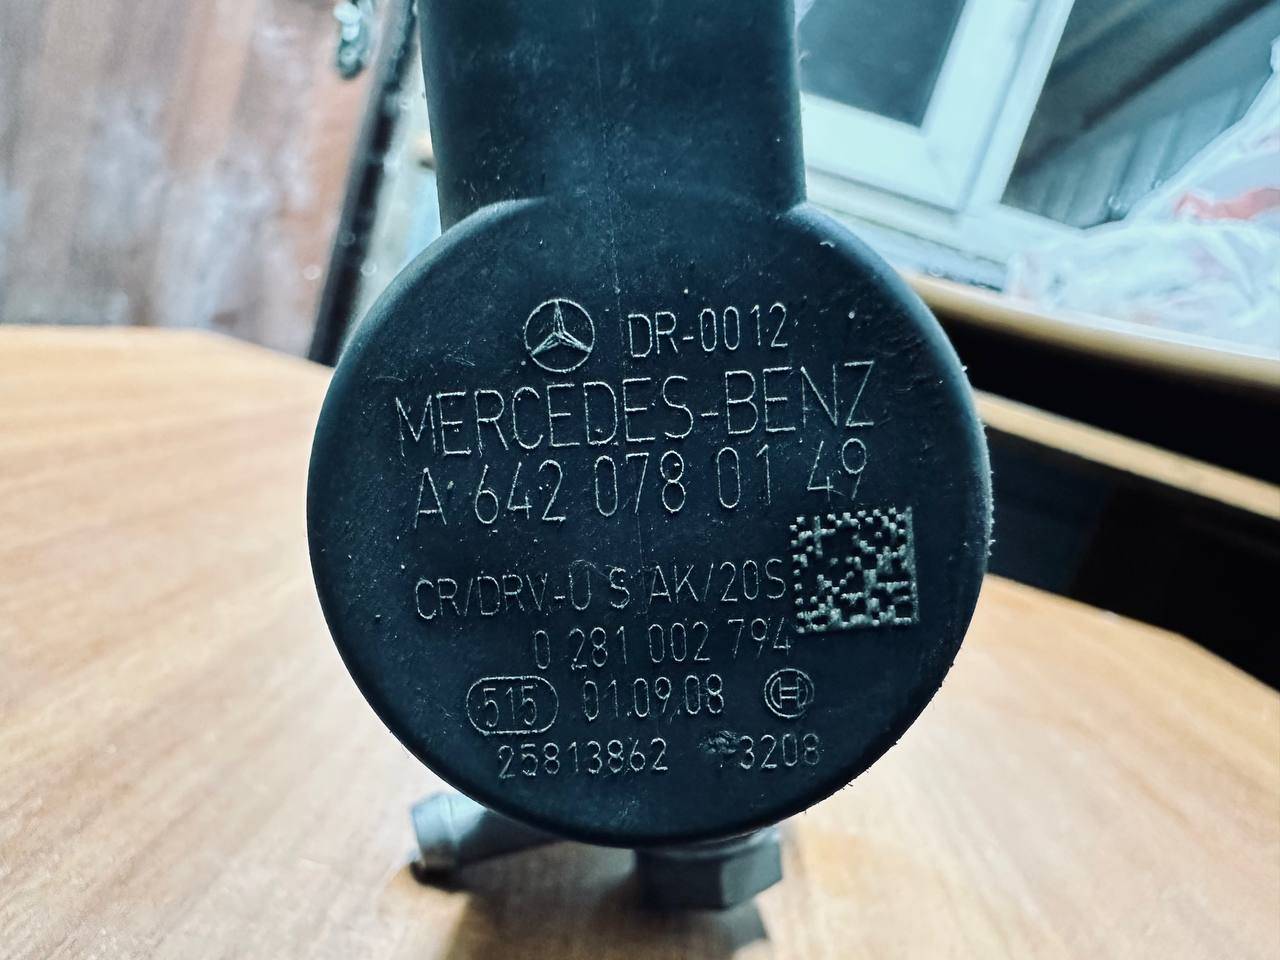 DR-0012
MERCEDES-BENZ
A 642 078 01 49
CR/DRV-U S AK/20S
0 281 002 794
515 01.09.08
25813862 3208